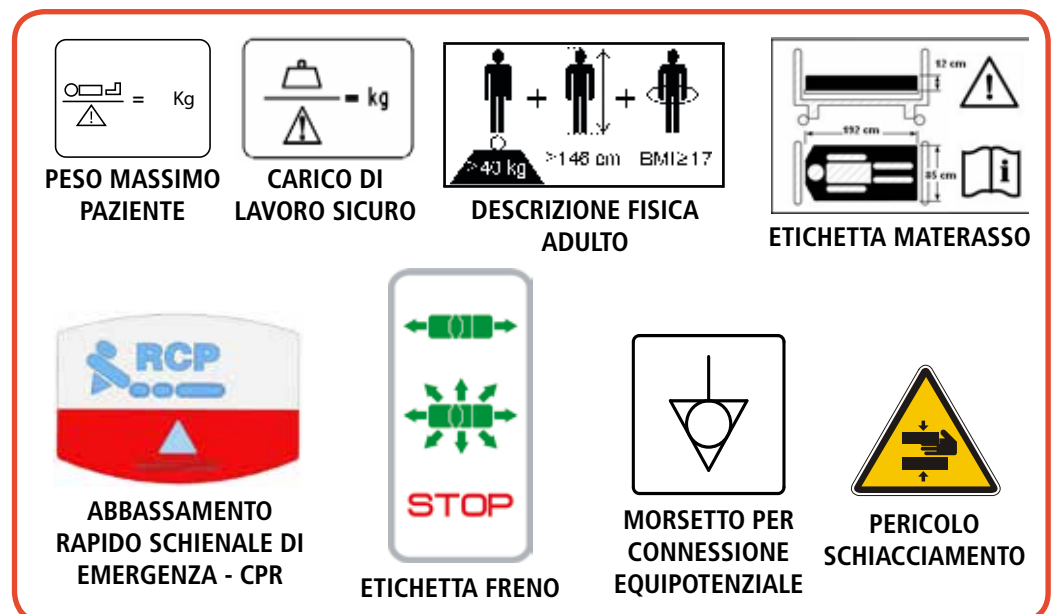 = Kg
PESO MASSIMO
PAZIENTE
= kg
CARICO DI
LAVORO SICURO
+ +
>40 kg >146 cm BMI≥17
DESCRIZIONE FISICA
ADULTO
12 cm
192 cm
85 cm
i
ETICHETTA MATERASSO
RCP
ABBASSAMENTO
RAPIDO SCHIENALE DI
EMERGENZA - CPR
STOP
ETICHETTA FRENO
MORSETTO PER
CONNESSIONE
EQUIPOTENZIALE
PERICOLO
SCHIACCIAMENTO